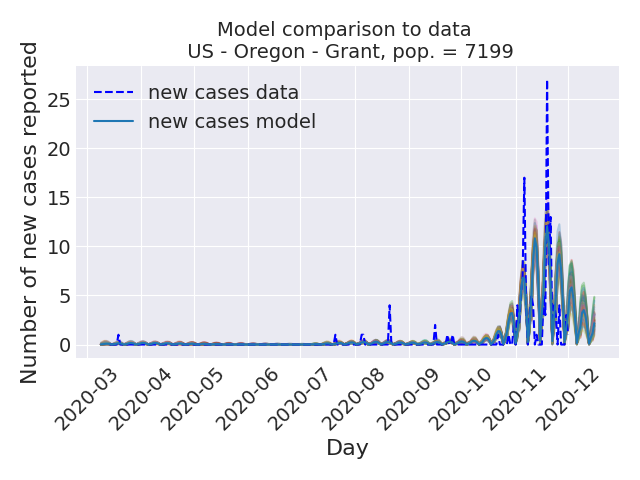 Model comparison to data
US - Oregon - Grant, pop. = 7199
Number of new cases reported
25
20
15
10
5
0
new cases data
new cases model
2020-03
2020-04
2020-05
2020-06
2020-07
2020-08
2020-09
2020-10
2020-11
2020-12
Day